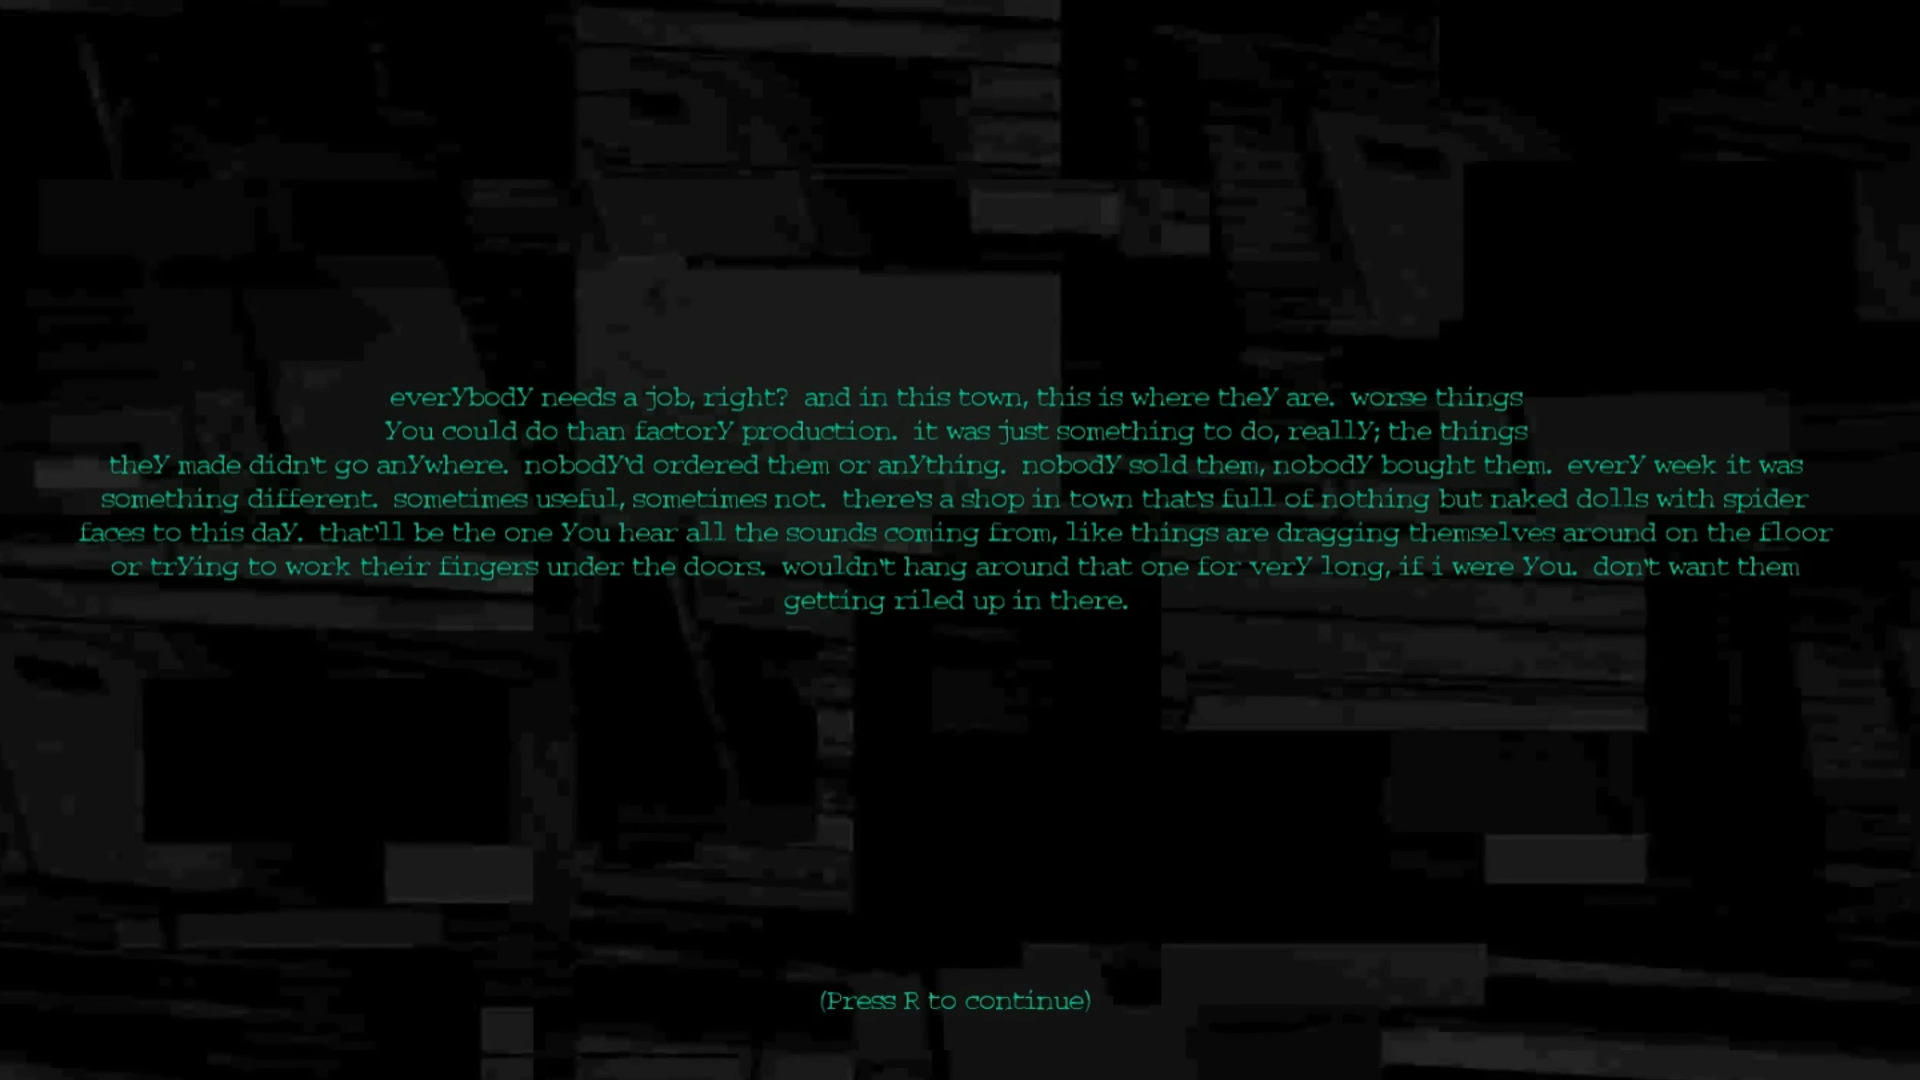 everYbodY needs a job, right?  and in this town, this is where theY are.  worse things
You could do than factorY production.  it was just something to do, reallY; the things
theY made didn't go anYwhere.  nobodY'd ordered them or anYthing.  nobodY sold them, nobodY bought them.  everY week it was
something different.  sometimes useful, sometimes not.  there's a shop in town that's full of nothing but naked dolls with spider
faces to this daY.  that'll be the one You hear all the sounds coming from, like things are dragging themselves around on the floor
or trYing to work their fingers under the doors.  wouldn't hang around that one for verY long, if i were You.  don't want them
getting riled up in there.
(Press R to continue)